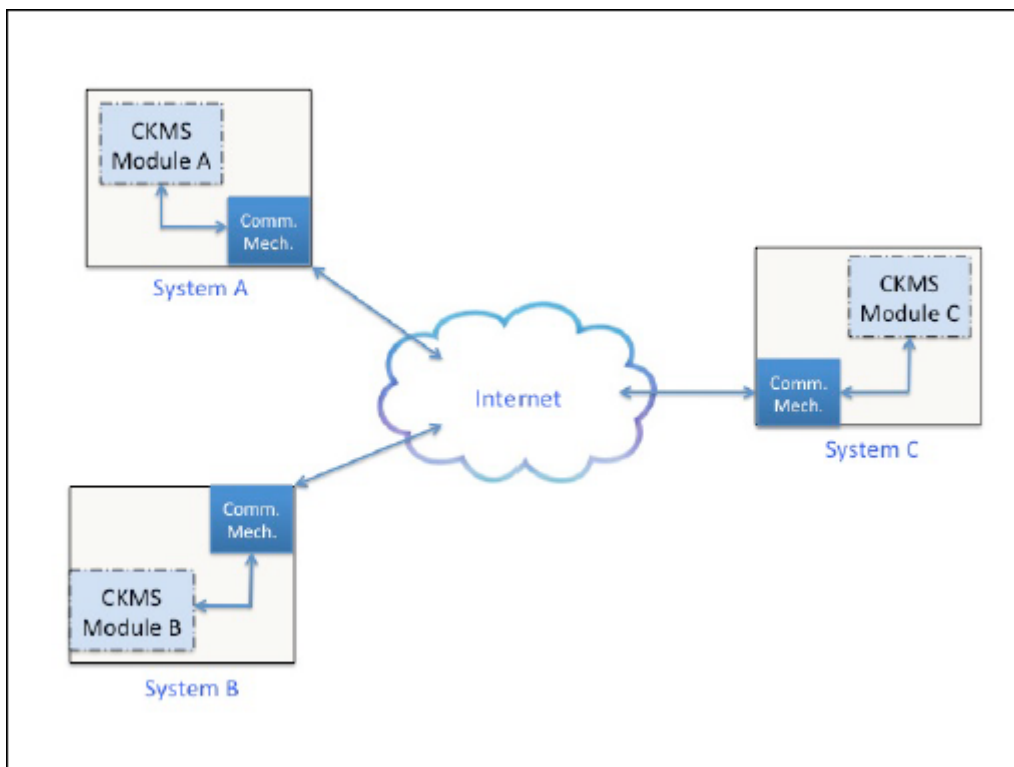 CKMS
Module A
Comm.
Mech.
System A
CKMS
Module C
Comm.
Mech.
System C
Internet
Comm.
Mech.
CKMS
Module B
System B